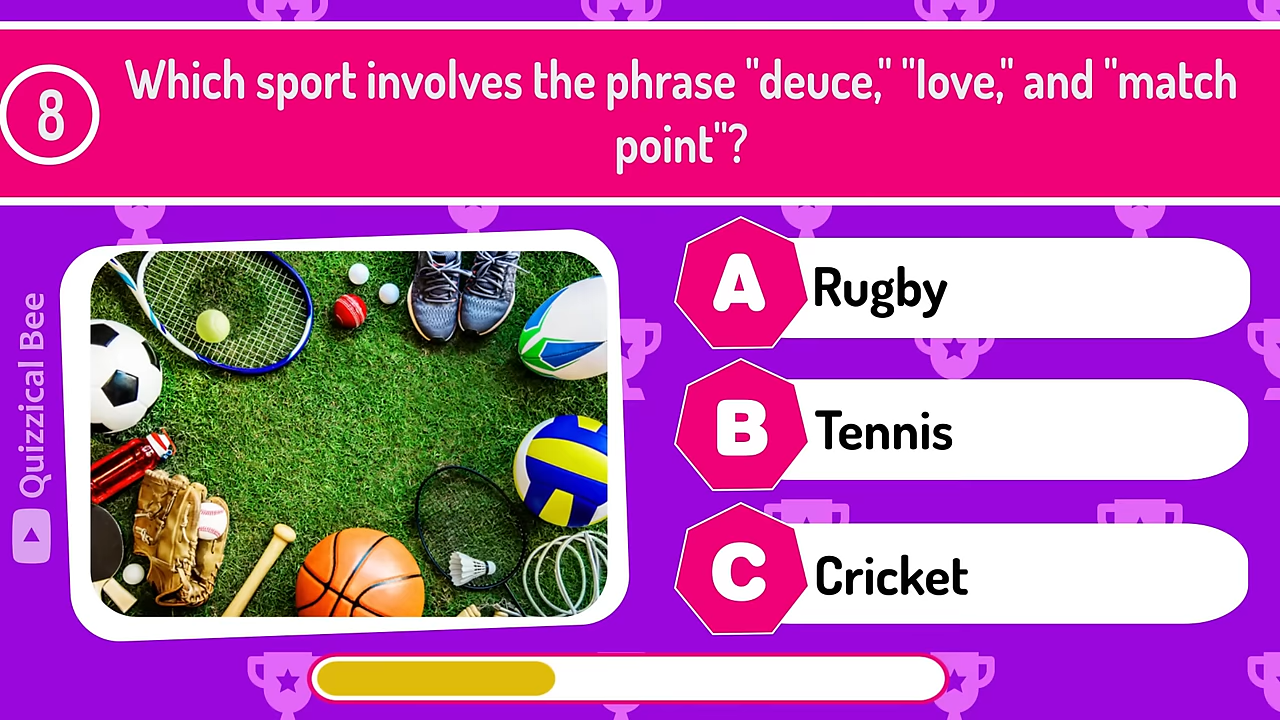 8
Which sport involves the phrase "deuce," "love," and "match
point"?
Quizzical Bee
A
Rugby
B
Tennis
C
Cricket